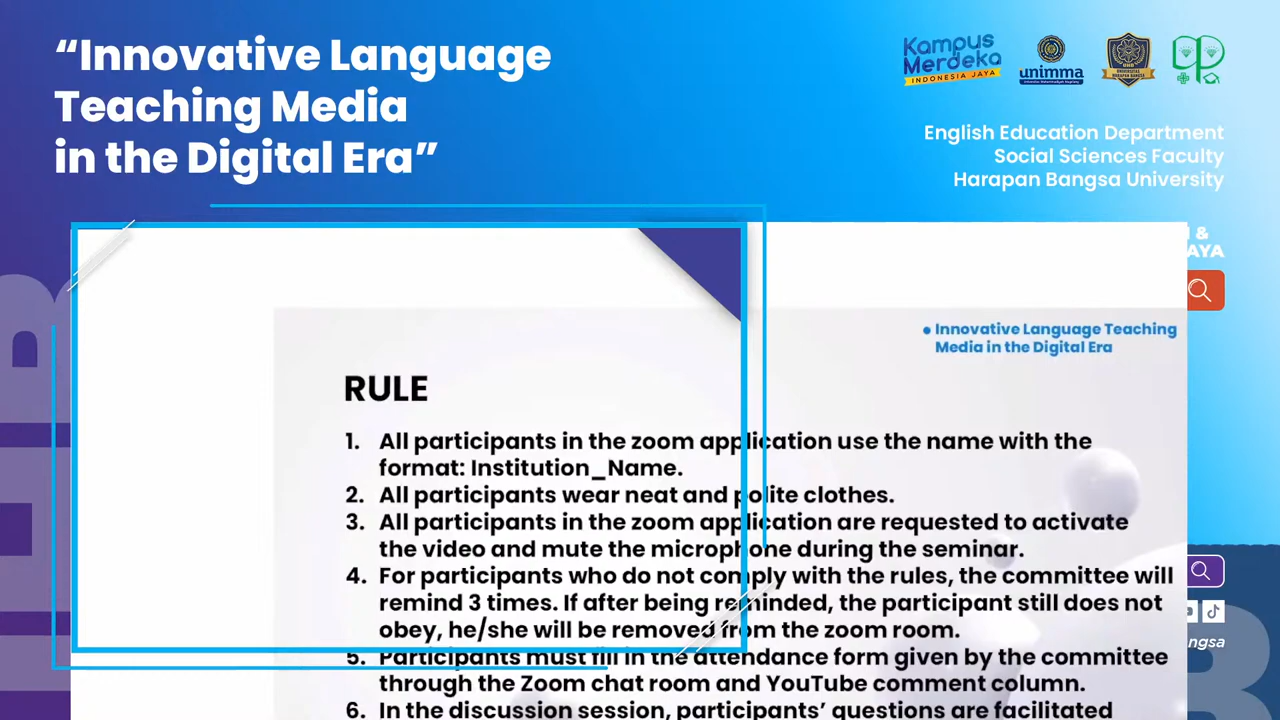 “Innovative Language
Teaching Media
in the Digital Era”
Kampus
Merdeka
INDONESIA JAYA
unimma
UNIVERSITAS
HARAPAN BANGSA
English Education Department
Social Sciences Faculty
Harapan Bangsa University
&
AYA
Innovative Language Teaching
Media in the Digital Era
RULE
1. All participants in the zoom application use the name with the
format: Institution_Name.
2. All participants wear neat and polite clothes.
3. All participants in the zoom application are requested to activate
the video and mute the microphone during the seminar.
4. For participants who do not comply with the rules, the committee will
remind 3 times. If after being reminded, the participant still does not
obey, he/she will be removed from the zoom room.
5. Participants must fill in the attendance form given by the committee
through the Zoom chat room and YouTube comment column.
6. In the discussion session, participants’ questions are facilitated
ngsa